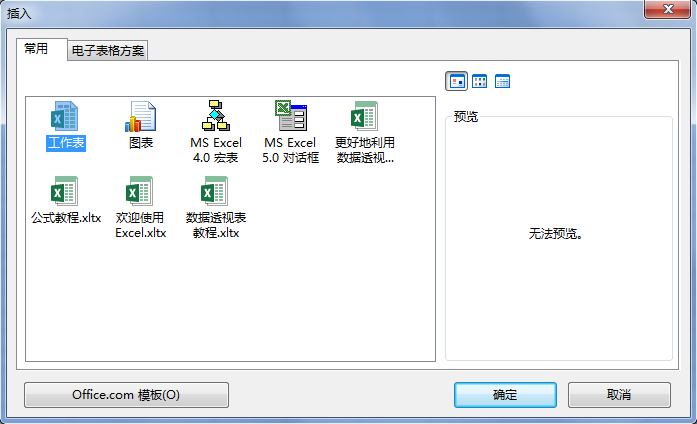 插入
常用
电子表格方案
工作表
图表
MS Excel
4.0 宏表
MS Excel
5.0 对话框
更好地利用
数据透视...
公式教程.xltx
欢迎使用
Excel.xltx
数据透视表
教程.xltx
预览
无法预览。
Office.com 模板(O)
确定
取消